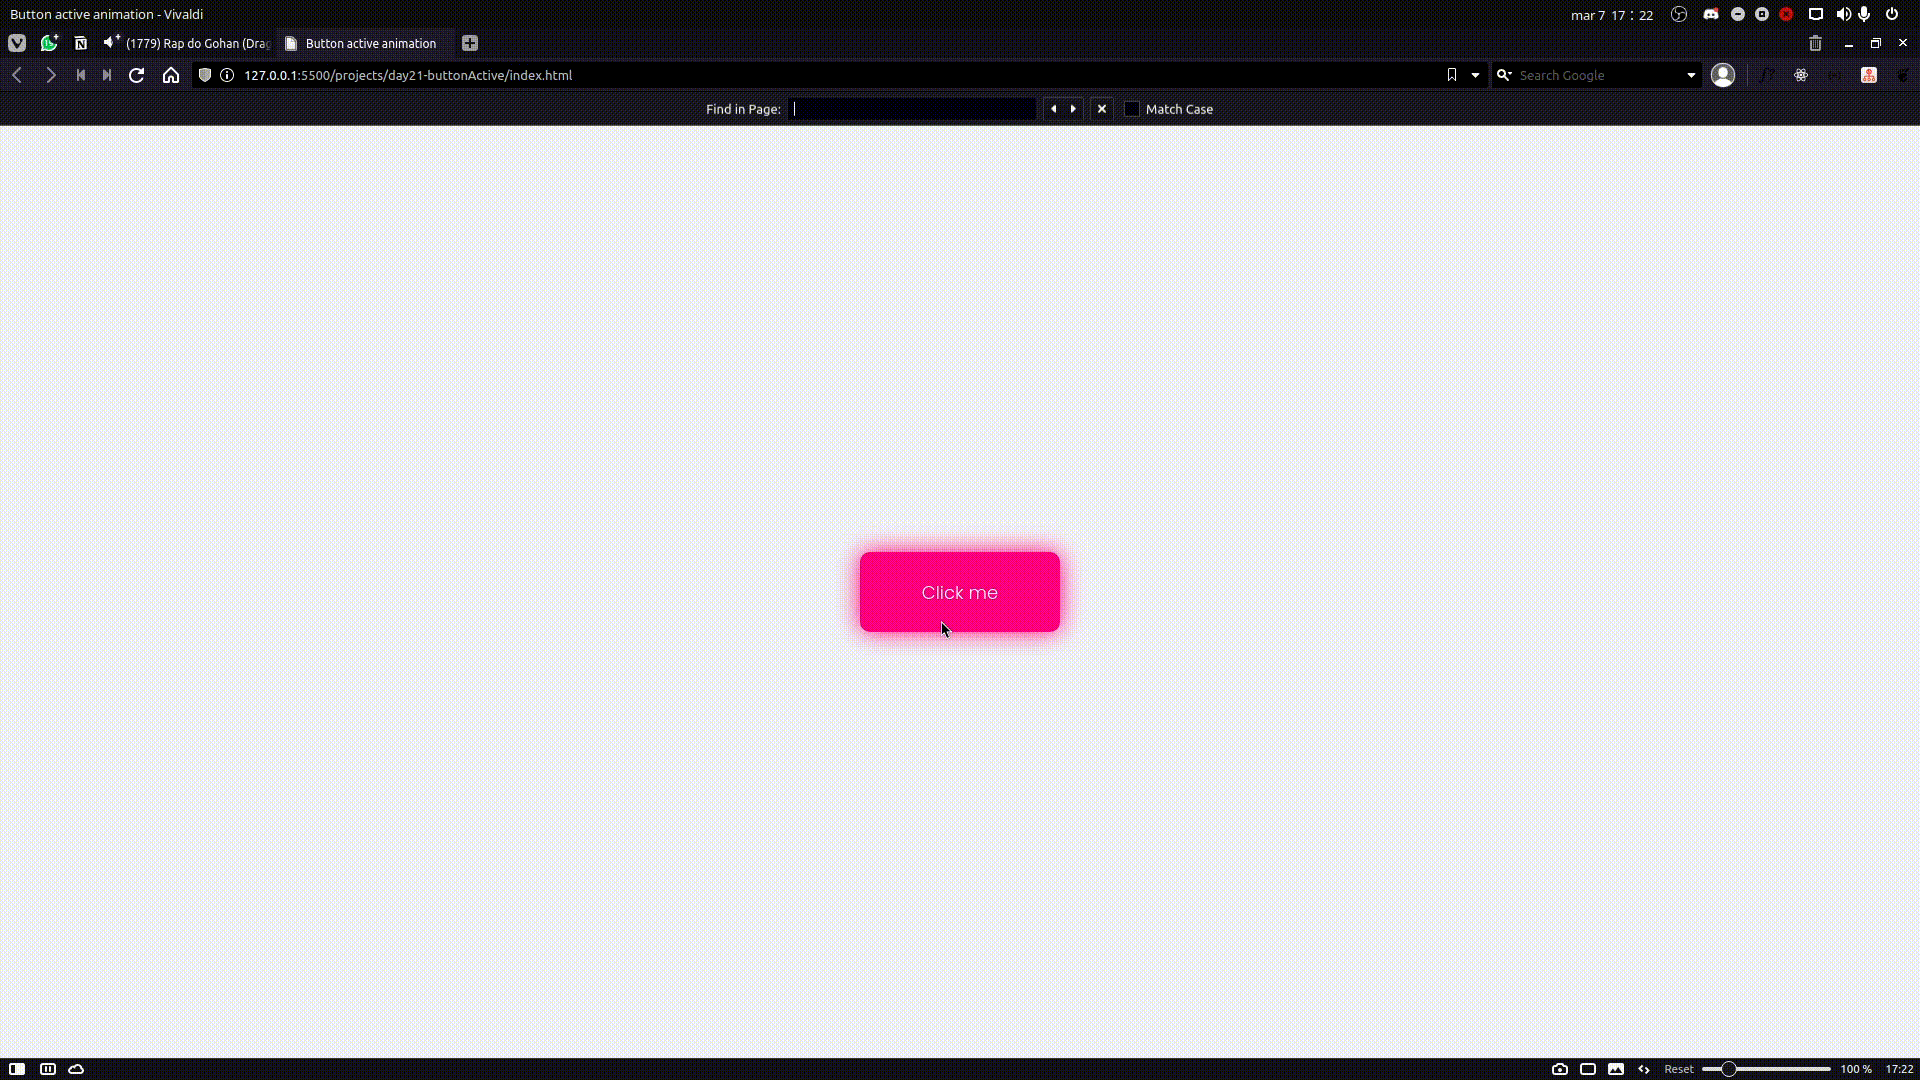 Button active animation - Vivaldi
mar 7 17 : 22
(1779) Rap do Gohan (Drag
Button active animation
127.0.0.1:5500/projects/day21-buttonActive/index.html
Search Google
Find in Page:
Match Case
Click me
Reset
100 %
17:22